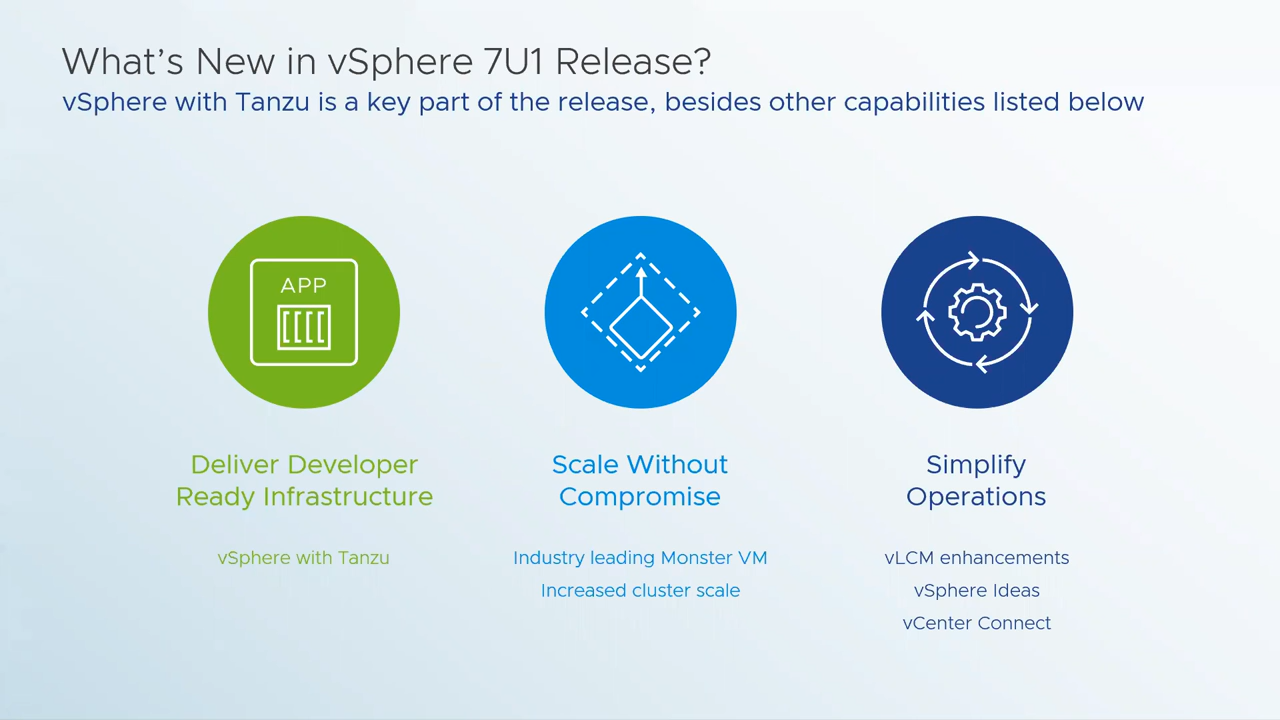 What's New in vSphere 7U1 Release?
vSphere with Tanzu is a key part of the release, besides other capabilities listed below
APP
Deliver Developer
Ready Infrastructure
vSphere with Tanzu
Scale Without
Compromise
Industry leading Monster VM
Increased cluster scale
Simplify
Operations
vLCM enhancements
vSphere Ideas
vCenter Connect